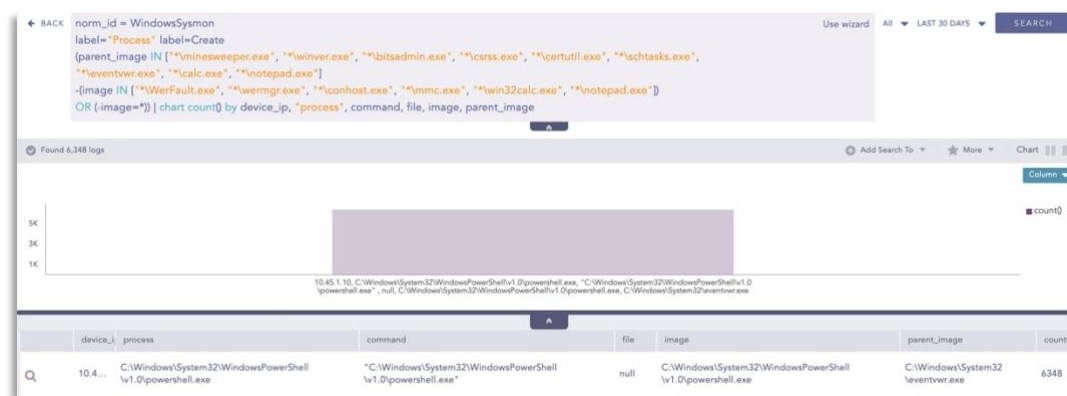 BACK
norm_id = WindowsSysmon
label="Process" label=Create
(parent_image IN ["*\minesweeper.exe", "*\winver.exe", "*\bitsadmin.exe", "*\csrss.exe", "*\certutil.exe", "*\schtasks.exe",
"*\eventvwr.exe", "*\calc.exe", "*\notepad.exe"]
-(image IN ["*\WerFault.exe", "*\wermgr.exe", "*\conhost.exe", "*\mmc.exe", "*\win32calc.exe", "*\notepad.exe"])
OR (-image=*)) | chart count() by device_ip, "process", command, file, image, parent_image
Use wizard All LAST 30 DAYS SEARCH
Found 6,348 logs
Add Search To More Chart
Column
count()
5K
3K
1K
10.45.1.10, C:\Windows\System32\WindowsPowerShell\v1.0\powershell.exe, "C:\Windows\System32\WindowsPowerShell\v1.0
\powershell.exe" , null, C:\Windows\System32\WindowsPowerShell\v1.0\powershell.exe, C:\Windows\System32\eventvwr.exe
device_i process command file image parent_image count
10.4... C:\Windows\System32\WindowsPowerShell "C:\Windows\System32\WindowsPowerShell null C:\Windows\System32\WindowsPowerShell C:\Windows\System32 6348
\v1.0\powershell.exe \v1.0\powershell.exe" \v1.0\powershell.exe \eventvwr.exe